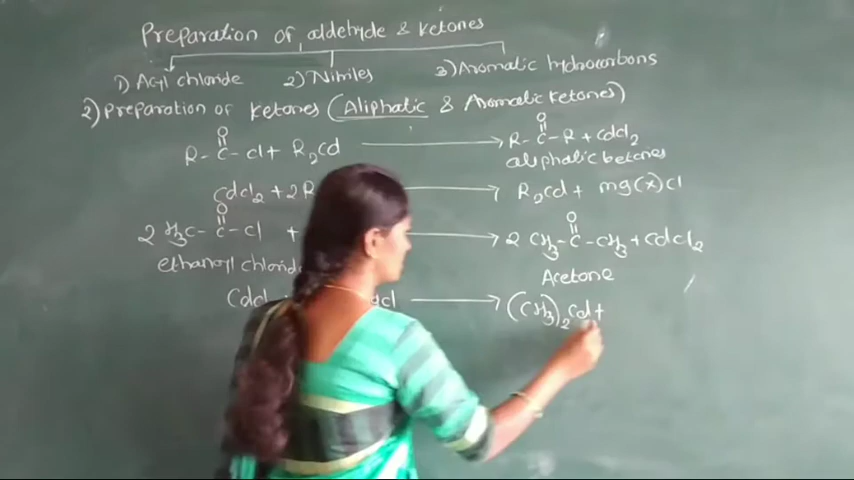 Preparation of aldehyde & ketones
1) Acyl chloride 2) Nitriles 3) Aromatic hydrocarbons
2) Preparation of ketones (Aliphatic & Aromatic ketones)
O O
R-C-Cl + R2Cd → R-C-R + CdCl2
aliphatic ketones
CdCl2 + 2R → R2Cd + mg(x)Cl
O O
2 H3C-C-Cl + → 2 CH3-C-CH3 + CdCl2
ethanoyl chloride Acetone
CdCl → (CH3)2Cd+